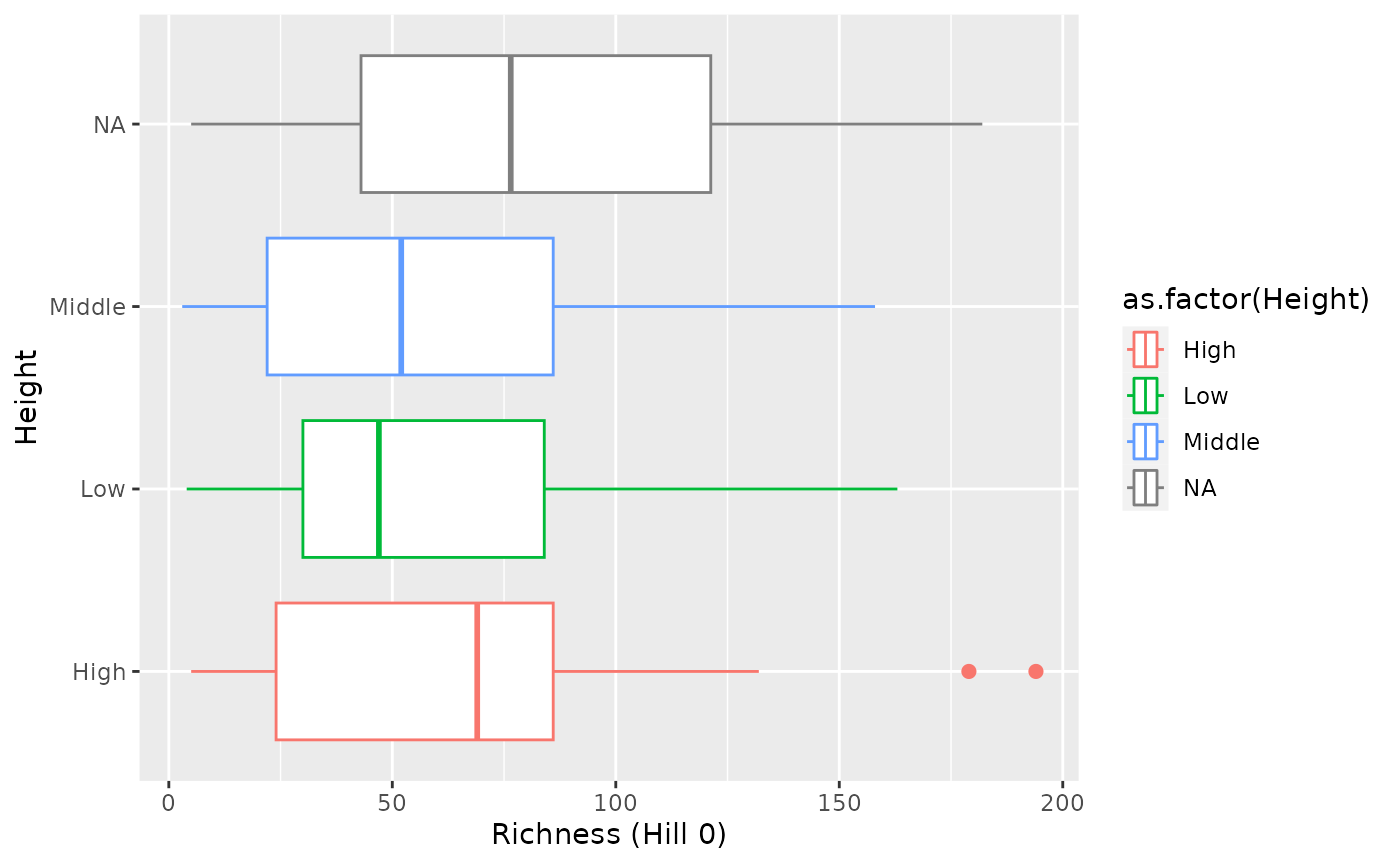 NA
Middle
Low
High
Height
0 50 100 150 200
Richness (Hill 0)
as.factor(Height)
High
Low
Middle
NA